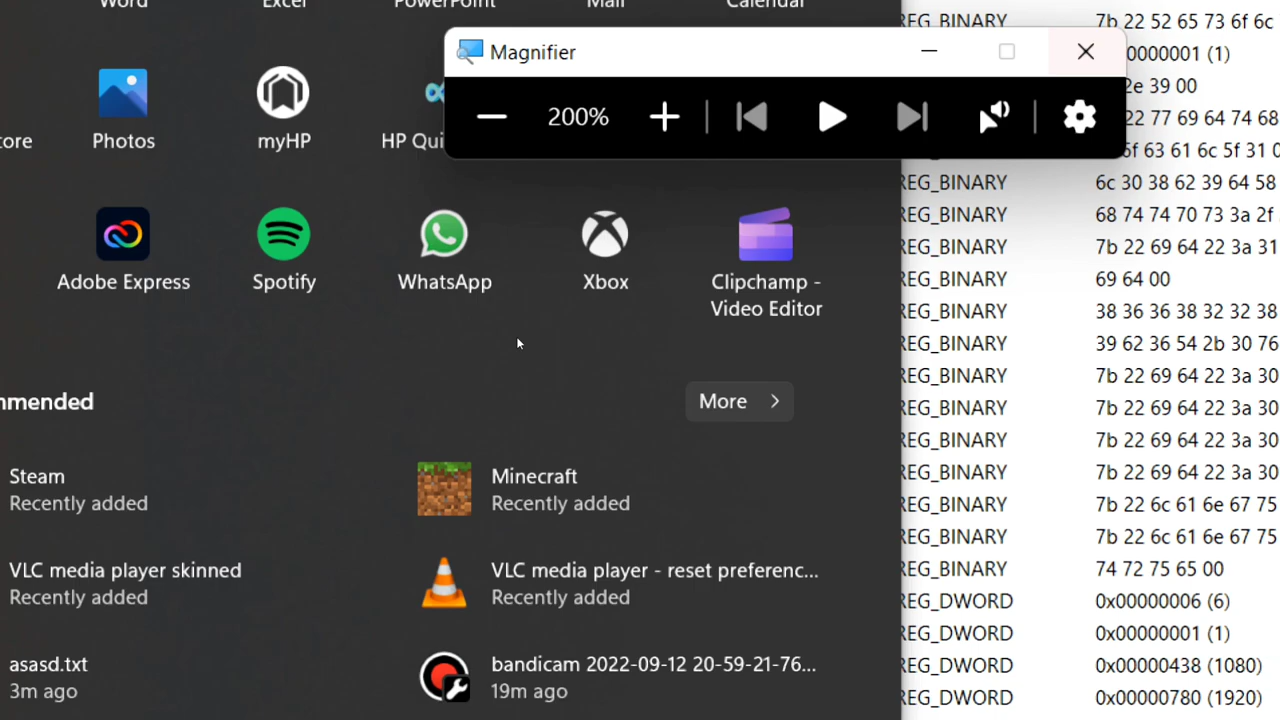 Word Excel PowerPoint Mail Calendar
Magnifier
200%
Photos myHP HP Qui
Adobe Express Spotify WhatsApp Xbox Clipchamp -
Video Editor
More
Steam
Recently added
Minecraft
Recently added
VLC media player skinned
Recently added
VLC media player - reset preferenc...
Recently added
asasd.txt
3m ago
bandicam 2022-09-12 20-59-21-76...
19m ago
REG_BINARY 7b 22 52 65 73 6f 6c
00000001 (1)
2e 39 00
22 77 69 64 74 68
6f 63 61 6c 5f 31 0
REG_BINARY 6c 30 38 62 39 64 58
REG_BINARY 68 74 74 70 73 3a 2f
REG_BINARY 7b 22 69 64 22 3a 31
REG_BINARY 69 64 00
REG_BINARY 38 36 36 38 32 32 38
REG_BINARY 39 62 36 54 2b 30 76
REG_BINARY 7b 22 69 64 22 3a 30
REG_BINARY 7b 22 69 64 22 3a 30
REG_BINARY 7b 22 69 64 22 3a 30
REG_BINARY 7b 22 69 64 22 3a 30
REG_BINARY 7b 22 6c 61 6e 67 75
REG_BINARY 7b 22 6c 61 6e 67 75
REG_BINARY 74 72 75 65 00
REG_DWORD 0x00000006 (6)
REG_DWORD 0x00000001 (1)
REG_DWORD 0x00000438 (1080)
REG_DWORD 0x00000780 (1920)